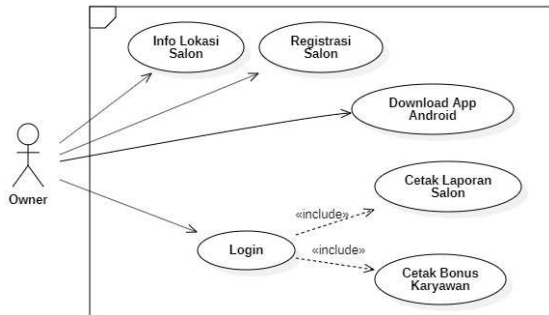 Info Lokasi
Salon
Registrasi
Salon
Download App
Android
Owner
Cetak Laporan
Salon
«include»
Login
«include»
Cetak Bonus
Karyawan